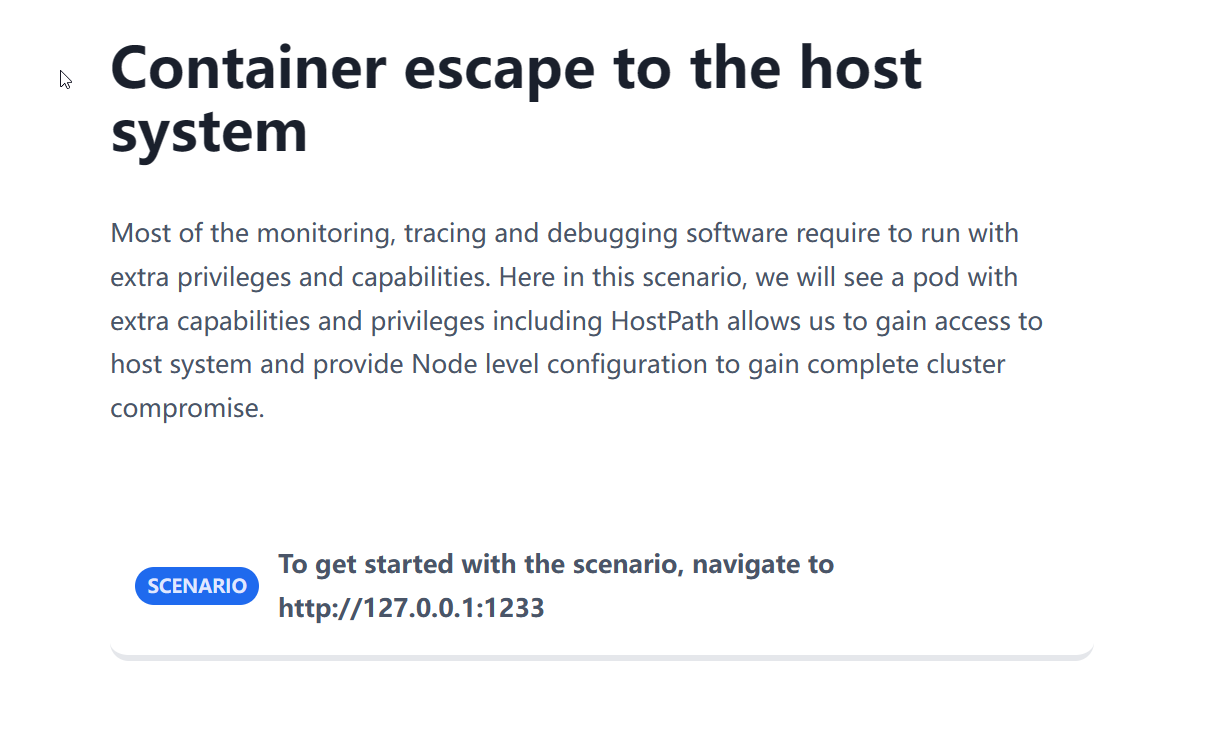 Container escape to the host
system
Most of the monitoring, tracing and debugging software require to run with
extra privileges and capabilities. Here in this scenario, we will see a pod with
extra capabilities and privileges including HostPath allows us to gain access to
host system and provide Node level configuration to gain complete cluster
compromise.
SCENARIO
To get started with the scenario, navigate to
http://127.0.0.1:1233